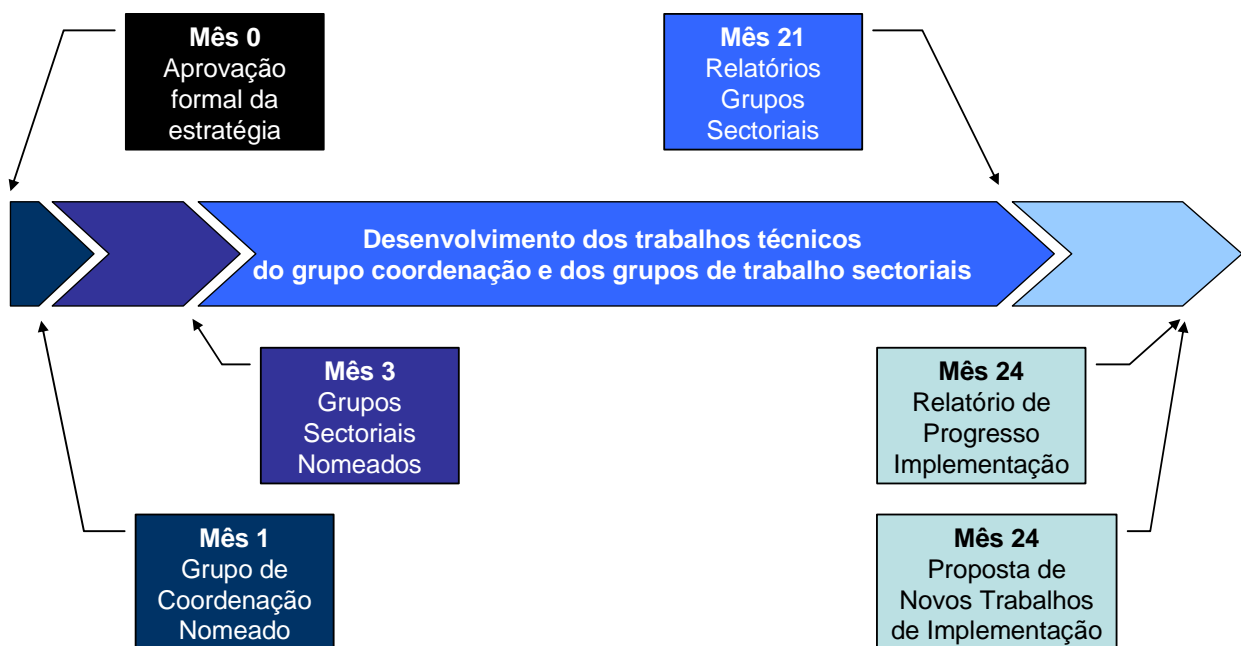 Mês 0
Aprovação
formal da
estratégia
Mês 21
Relatórios
Grupos
Sectoriais
Desenvolvimento dos trabalhos técnicos
do grupo coordenação e dos grupos de trabalho sectoriais
Mês 3
Grupos
Sectoriais
Nomeados
Mês 24
Relatório de
Progresso
Implementação
Mês 1
Grupo de
Coordenação
Nomeado
Mês 24
Proposta de
Novos Trabalhos
de Implementação